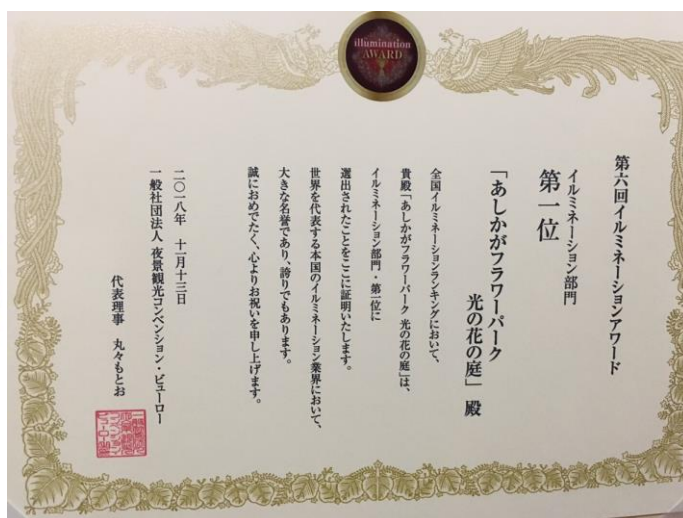 illumination
AWARD
第六回イルミネーションアワード
イルミネーション部門
第一位
「あしかがフラワーパーク
光の花の庭」 殿
全国イルミネーションランキングにおいて、
貴殿「あしかがフラワーパーク 光の花の庭」は、
イルミネーション部門・第一位に
選出されたことをここに証明いたします。
世界を代表する本国のイルミネーション業界において、
大きな名誉であり、誇りでもあります。
誠におめでたく、心よりお祝いを申し上げます。
二〇一八年 十一月十三日
一般社団法人 夜景観光コンベンション・ビューロー
代表理事 丸々もとお